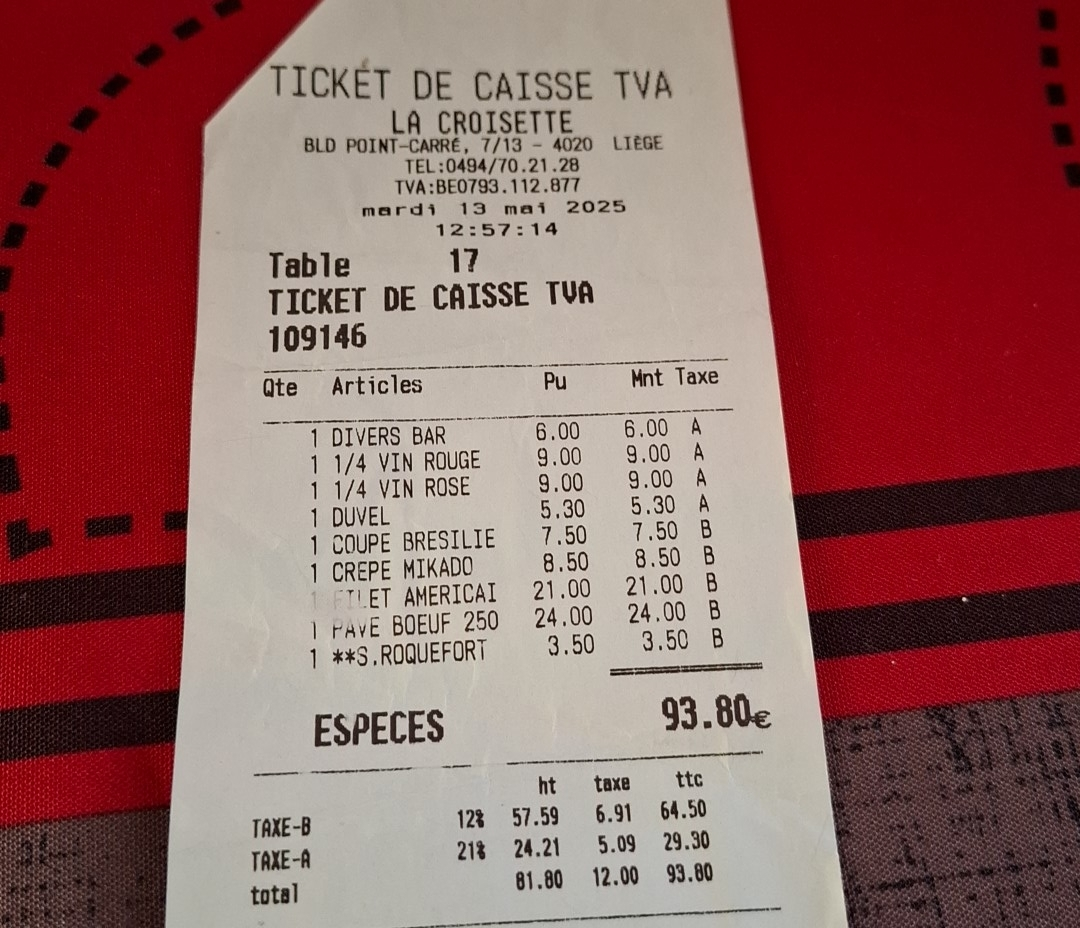 TICKET DE CAISSE TVA
LA CROISETTE
BLD POINT-CARRÉ, 7/13 - 4020 LIÈGE
TEL:0494/70.21.28
TVA:BE0793.112.877
mardi 13 mai 2025
12:57:14
Table 17
TICKET DE CAISSE TVA
109146
Qte Articles Pu Mnt Taxe
1 DIVERS BAR 6.00 6.00 A
1 1/4 VIN ROUGE 9.00 9.00 A
1 1/4 VIN ROSE 9.00 9.00 A
1 DUVEL 5.30 5.30 A
1 COUPE BRESILIE 7.50 7.50 B
1 CREPE MIKADO 8.50 8.50 B
1 FILET AMERICAI 21.00 21.00 B
1 PAVE BOEUF 250 24.00 24.00 B
1 **S.ROQUEFORT 3.50 3.50 B
ESPECES 93.80€
ht taxe ttc
TAXE-B 12% 57.59 6.91 64.50
TAXE-A 21% 24.21 5.09 29.30
total 81.80 12.00 93.80